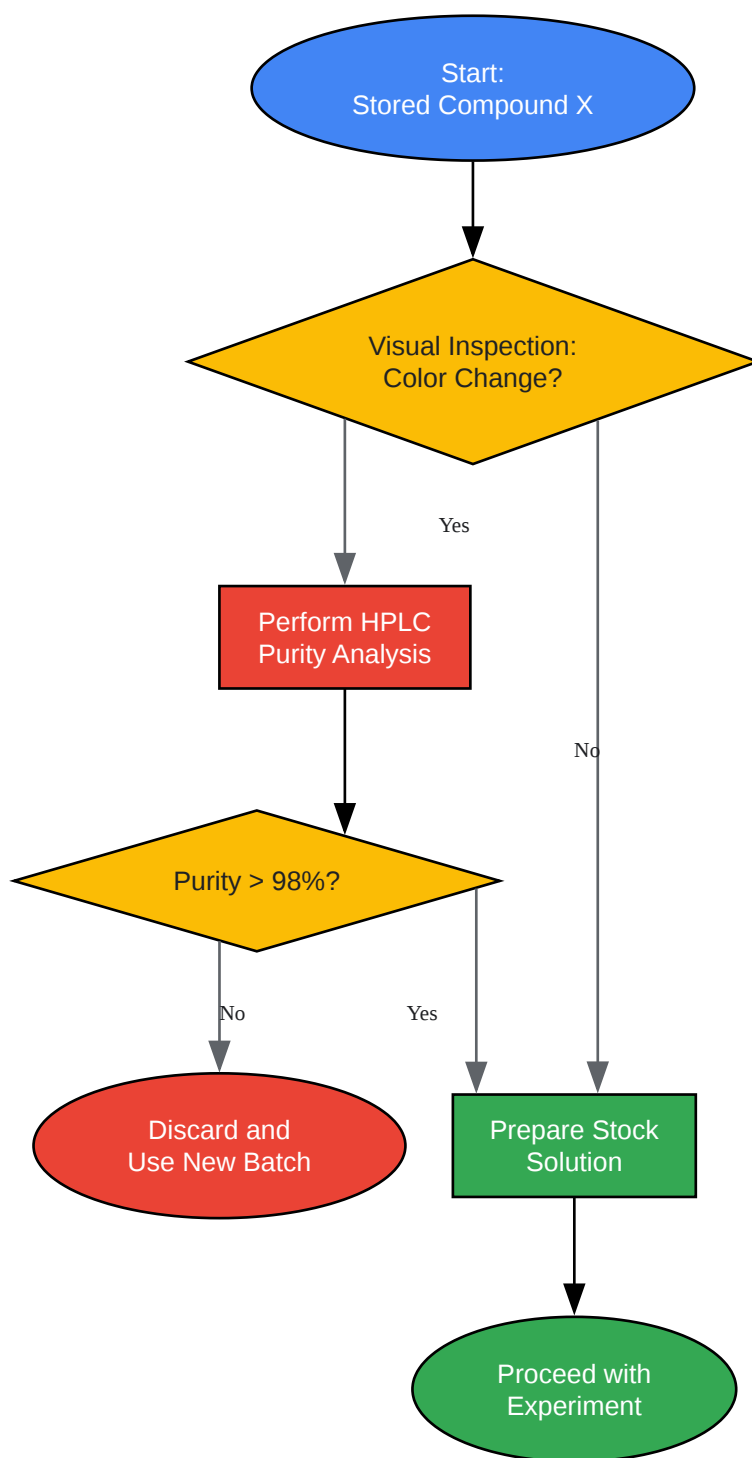 Start:
Stored Compound X
Visual Inspection:
Color Change?
Yes
Perform HPLC
Purity Analysis
No
Purity > 98%?
No
Yes
Discard and
Use New Batch
Prepare Stock
Solution
Proceed with
Experiment